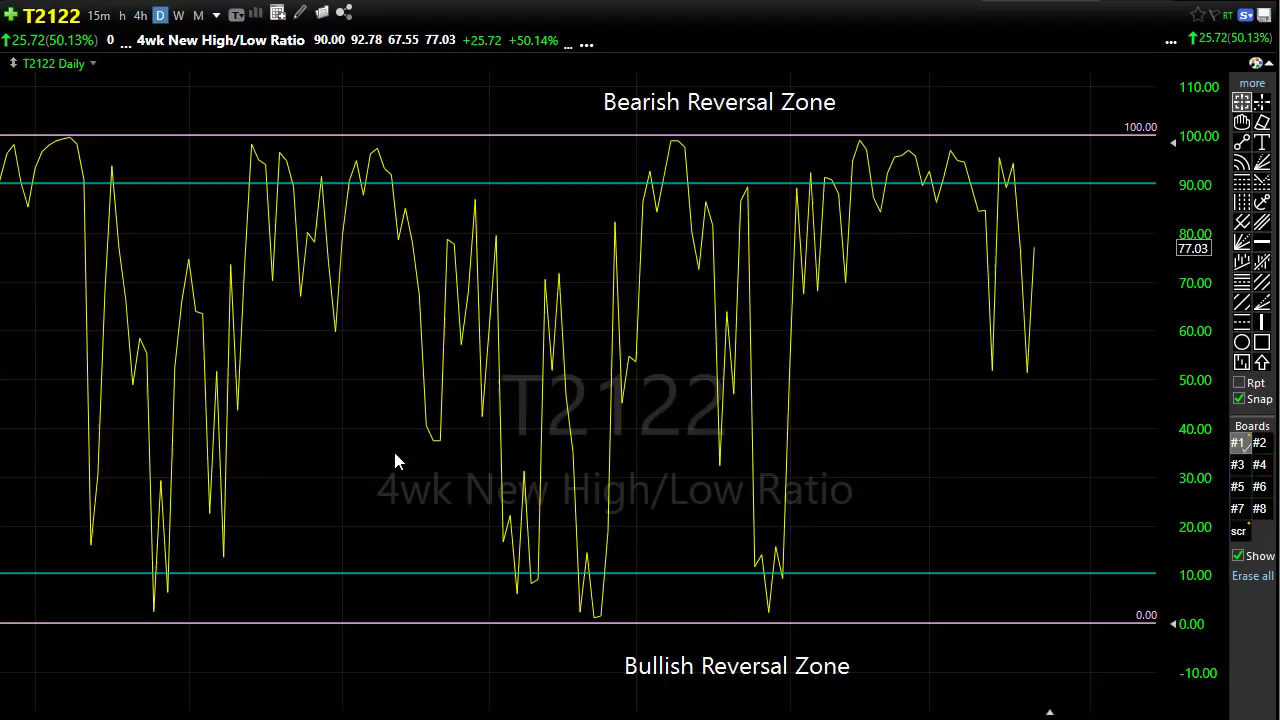 T2122 15m h 4h D W M T RT S
25.72(50.13%) 0 ... 4wk New High/Low Ratio 90.00 92.78 67.55 77.03 +25.72 +50.14% ... ... ... 25.72(50.13%)
T2122 Daily
more
Bearish Reversal Zone
110.00
100.00
100.00
90.00
80.00
77.03
70.00
60.00
50.00
40.00
30.00
20.00
10.00
0.00
0.00
-10.00
T2122
4wk New High/Low Ratio
Bullish Reversal Zone
T
Rpt
Snap
Boards
#1 #2
#3 #4
#5 #6
#7 #8
scr
Show
Erase all